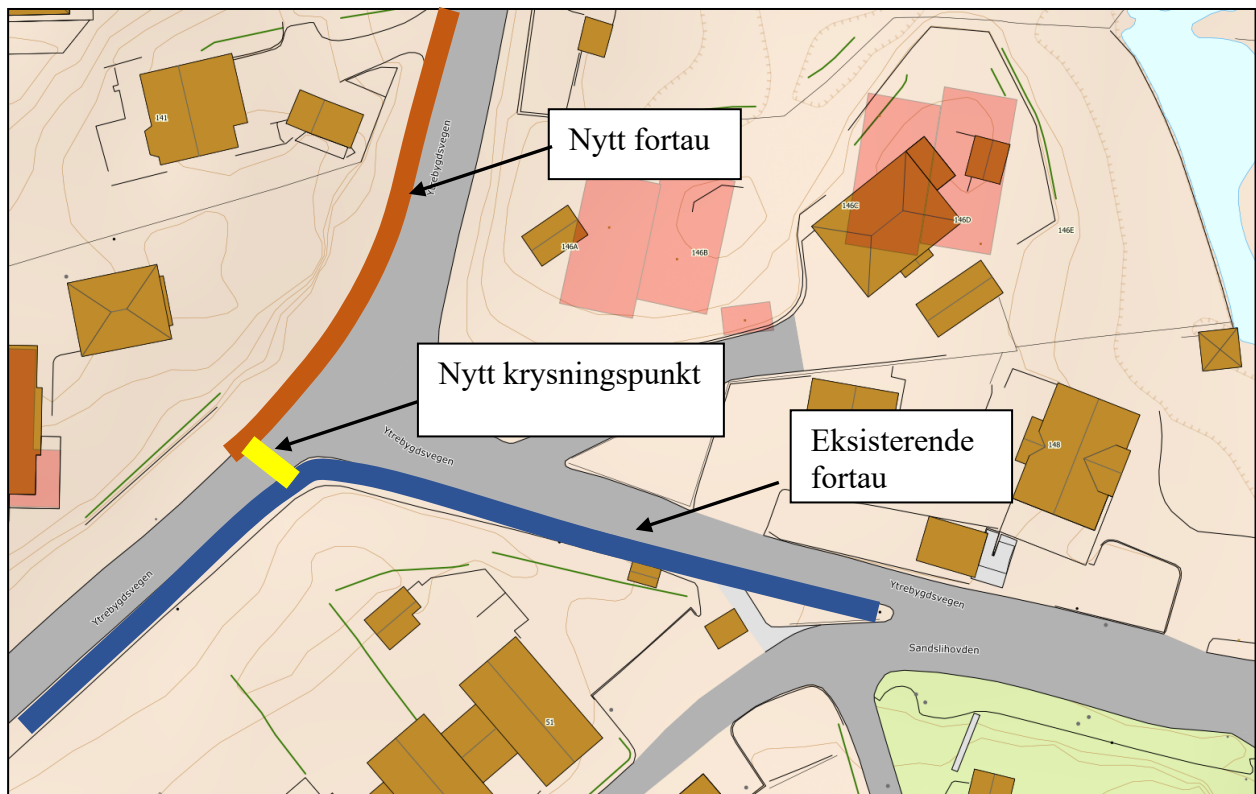 141
Ytrebygdsvegen
Nytt fortau
146C
146D
146E
146A
146B
Nytt krysningspunkt
Ytrebygdsvegen
Eksisterende
fortau
148
Ytrebygdsvegen
Ytrebygdsvegen
Sandslihovden
51